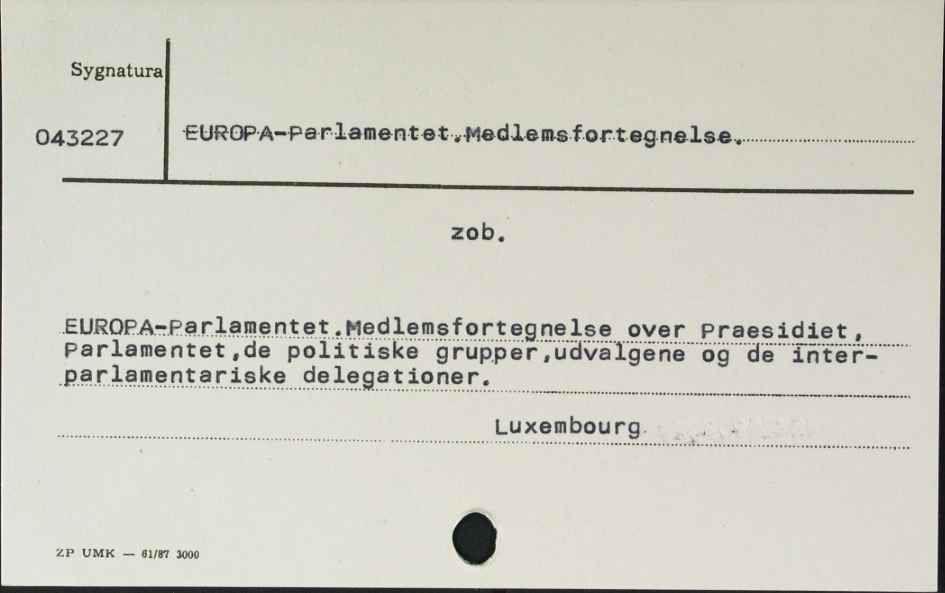 Sygnatura
043227
EUROPA-Parlamentet.Medlemsfortegnelse.
zob.
EUROPA-Parlamentet.Medlemsfortegnelse over Praesidiet,
Parlamentet,de politiske grupper,udvalgene og de inter-
parlamentariske delegationer.
Luxembourg
ZP UMK — 61/87 3000